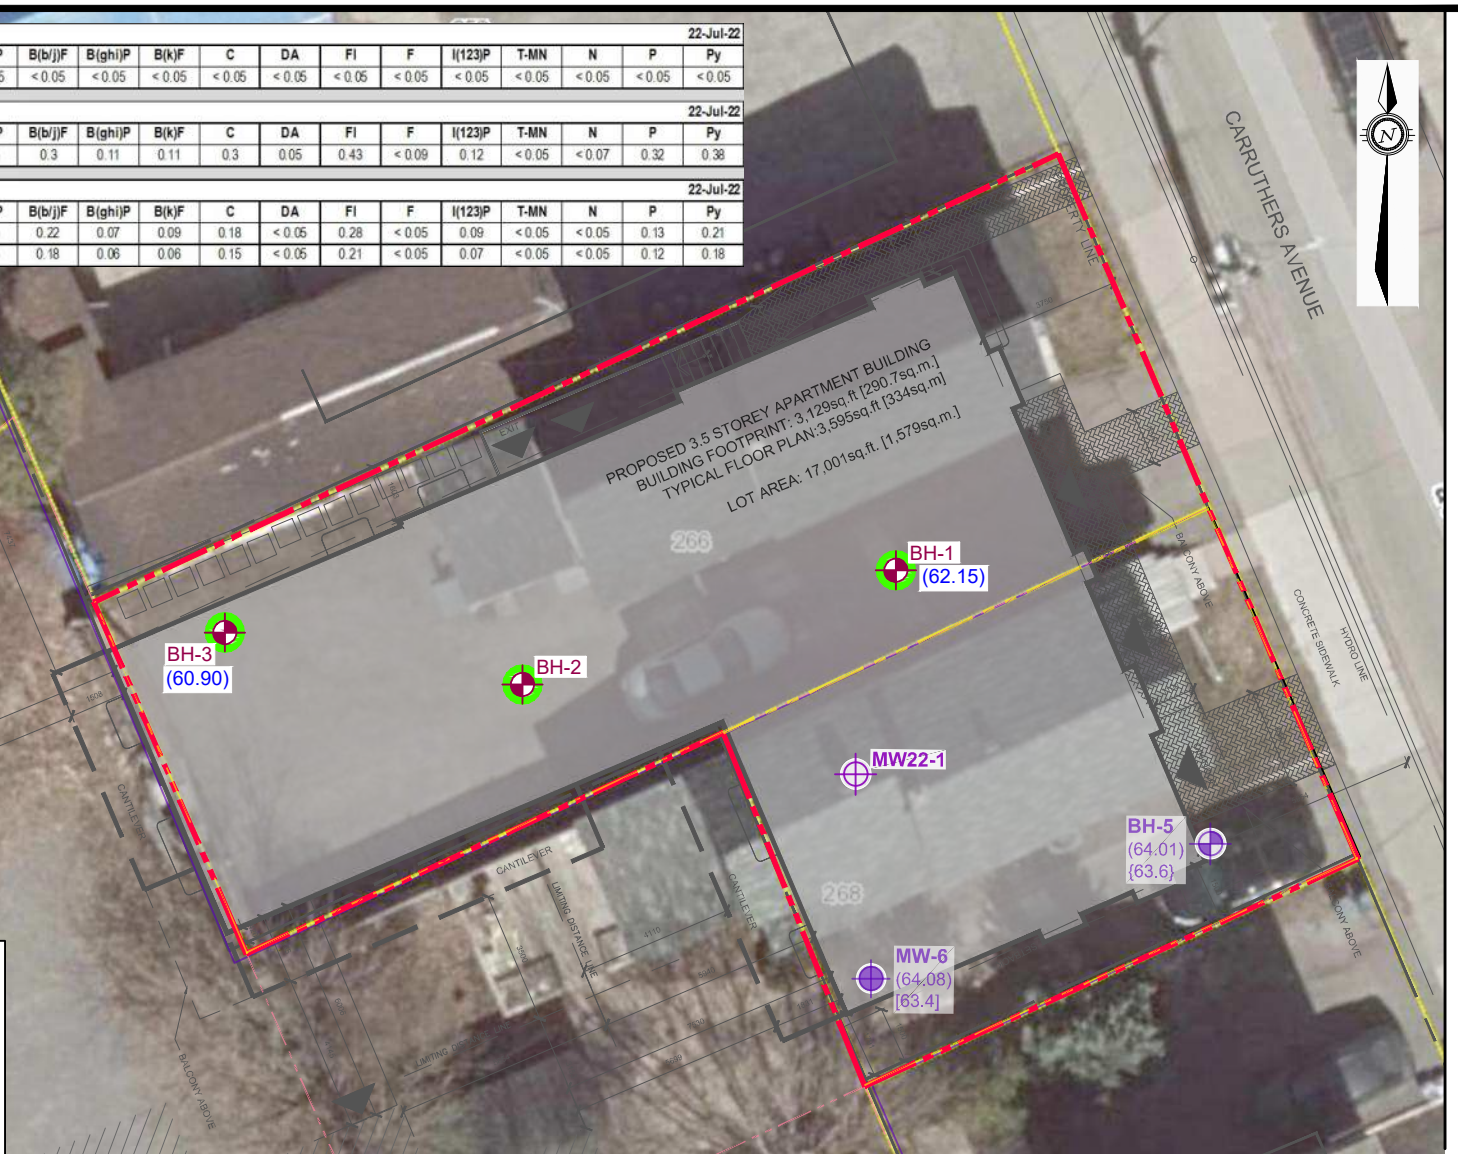 22-Jul-22
B(b/j)F B(ghi)P B(k)F C DA Fl F I(123)P T-MN N P Py
< 0.05 < 0.05 < 0.05 < 0.05 < 0.05 < 0.05 < 0.05 < 0.05 < 0.05 < 0.05 < 0.05 < 0.05
22-Jul-22
B(b/j)F B(ghi)P B(k)F C DA Fl F I(123)P T-MN N P Py
0.3 0.11 0.11 0.3 0.05 0.43 < 0.09 0.12 < 0.05 < 0.07 0.32 0.38
22-Jul-22
B(b/j)F B(ghi)P B(k)F C DA Fl F I(123)P T-MN N P Py
0.22 0.07 0.09 0.18 < 0.05 0.28 < 0.05 0.09 < 0.05 < 0.05 0.13 0.21
0.18 0.06 0.06 0.15 < 0.05 0.21 < 0.05 0.07 < 0.05 < 0.05 0.12 0.18
N
CARRUTHERS AVENUE
ERTY LINE
3750
PROPOSED 3.5 STOREY APARTMENT BUILDING
BUILDING FOOTPRINT: 3,129sq.ft [290.7sq.m.]
TYPICAL FLOOR PLAN:3,595sq.ft [334sq.m]
LOT AREA: 17,001sq.ft. [1,579sq.m.]
EXIT
266
BH-1
(62.15)
BALCONY ABOVE
CONCRETE SIDEWALK
HYDRO LINE
BH-3
(60.90)
BH-2
1508
MW22-1
CANTILEVER
BH-5
(64.01)
{63.6}
CANTILEVER
LIMITING DISTANCE LINE
CANTILEVER
268
4110
MW-6
(64.08)
[63.4]
ONY ABOVE
LIMITING
BALCONY ABOVE